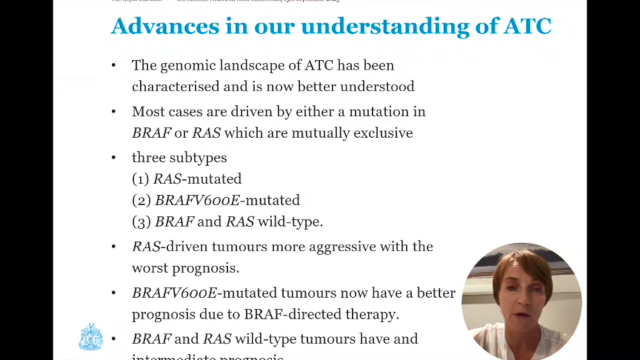 Advances in our understanding of ATC
• The genomic landscape of ATC has been
characterised and is now better understood
• Most cases are driven by either a mutation in
BRAF or RAS which are mutually exclusive
• three subtypes
(1) RAS-mutated
(2) BRAFV600E-mutated
(3) BRAF and RAS wild-type.
• RAS-driven tumours more aggressive with the
worst prognosis.
• BRAFV600E-mutated tumours now have a better
prognosis due to BRAF-directed therapy.
• BRAF and RAS wild-type tumours have and
intermediate prognosis